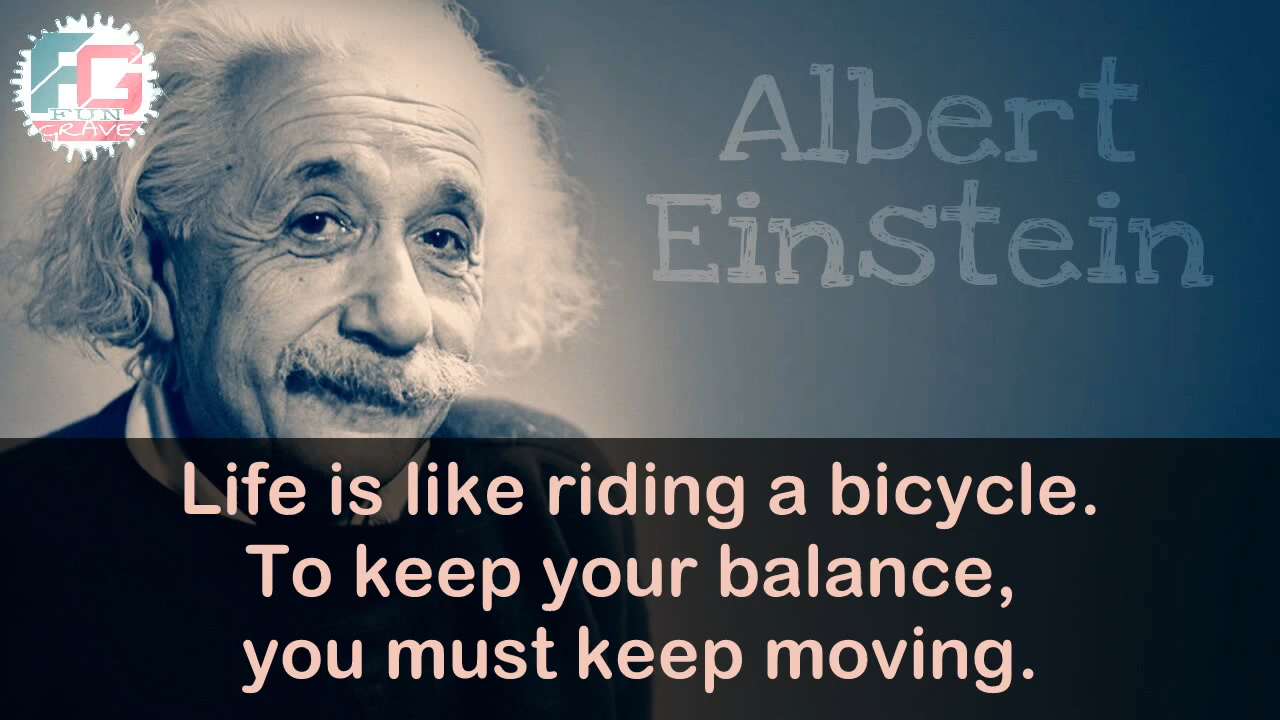 FG
FUN
GRAVE
Albert
Einstein
Life is like riding a bicycle.
To keep your balance,
you must keep moving.